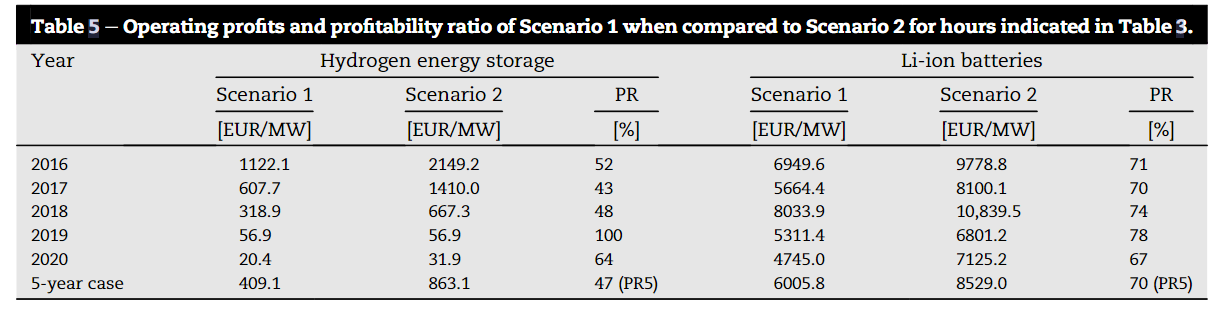 Table 5 – Operating profits and profitability ratio of Scenario 1 when compared to Scenario 2 for hours indicated in Table 3.
Year Hydrogen energy storage Li-ion batteries
Scenario 1 Scenario 2 PR Scenario 1 Scenario 2 PR
[EUR/MW] [EUR/MW] [%] [EUR/MW] [EUR/MW] [%]
2016 1122.1 2149.2 52 6949.6 9778.8 71
2017 607.7 1410.0 43 5664.4 8100.1 70
2018 318.9 667.3 48 8033.9 10,839.5 74
2019 56.9 56.9 100 5311.4 6801.2 78
2020 20.4 31.9 64 4745.0 7125.2 67
5-year case 409.1 863.1 47 (PR5) 6005.8 8529.0 70 (PR5)